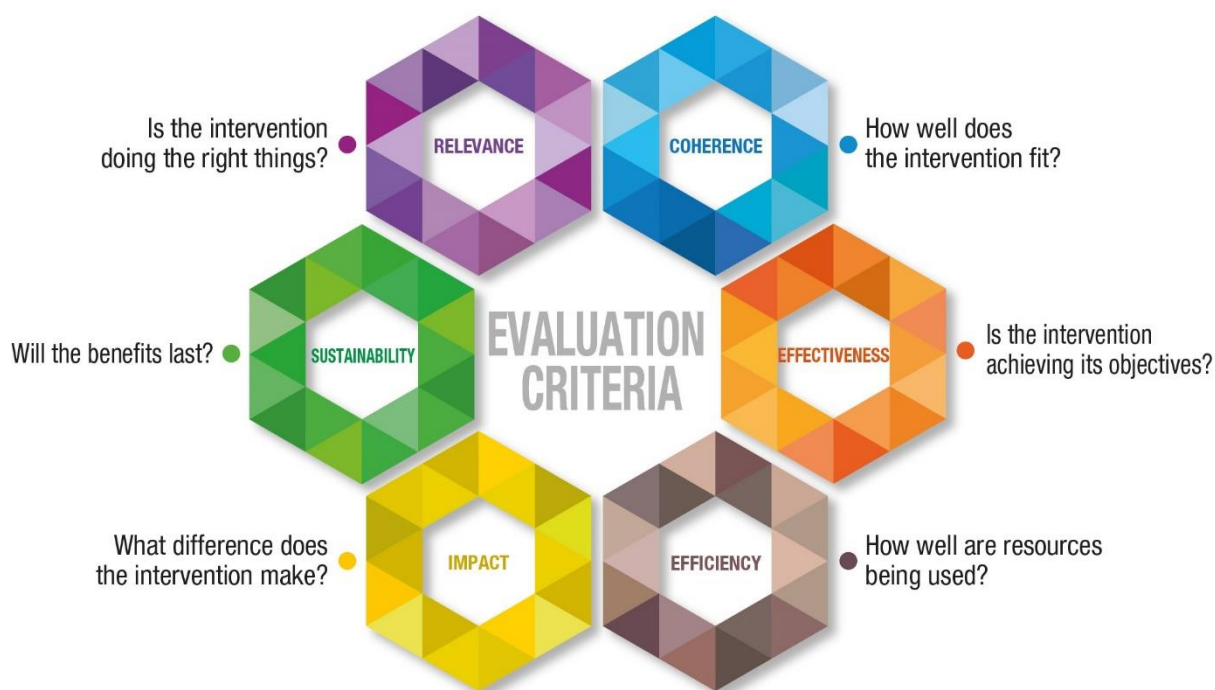 Is the intervention
doing the right things?
RELEVANCE
COHERENCE
How well does
the intervention fit?
Will the benefits last?
SUSTAINABILITY
EVALUATION
CRITERIA
EFFECTIVENESS
Is the intervention
achieving its objectives?
What difference does
the intervention make?
IMPACT
EFFICIENCY
How well are resources
being used?